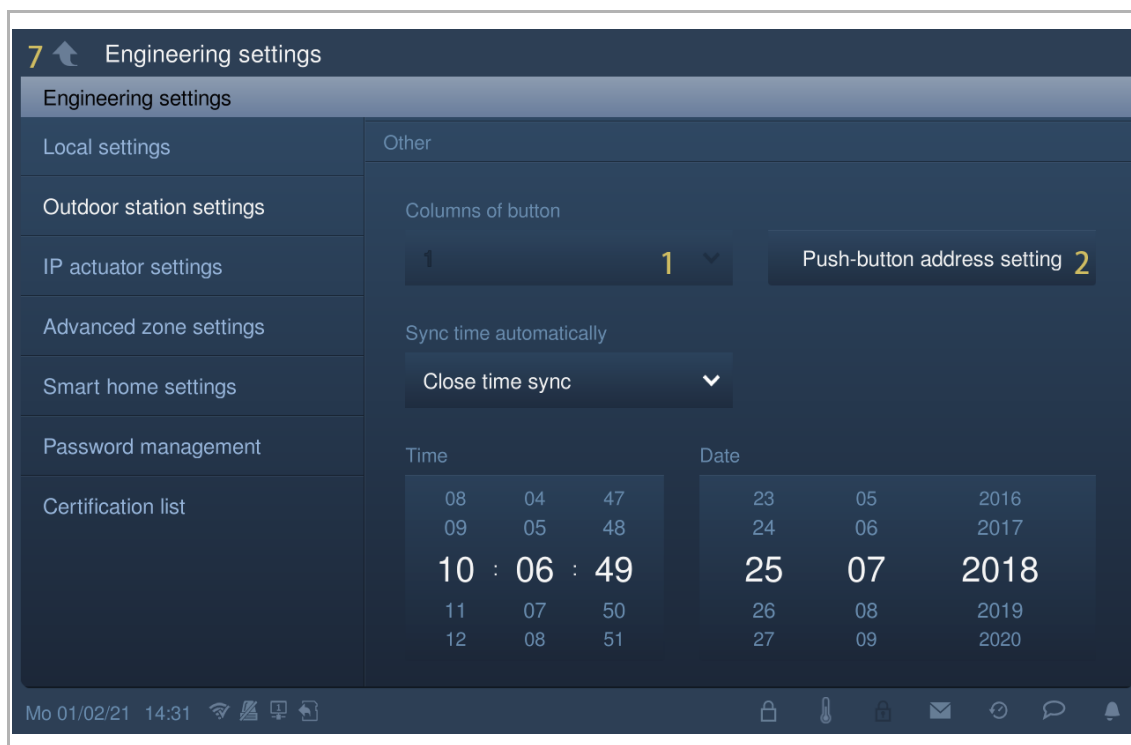 7 Engineering settings
Engineering settings
Local settings
Outdoor station settings
IP actuator settings
Advanced zone settings
Smart home settings
Password management
Certification list
Other
Columns of button
1 1
Push-button address setting 2
Sync time automatically
Close time sync
Time
08 04 47
09 05 48
10 : 06 : 49
11 07 50
12 08 51
Date
23 05 2016
24 06 2017
25 07 2018
26 08 2019
27 09 2020
Mo 01/02/21 14:31